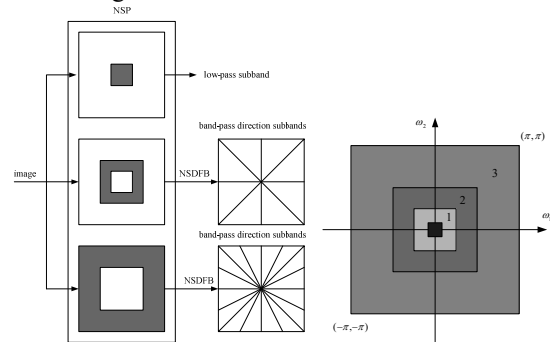 NSP
low-pass subband
band-pass direction subbands
image
NSDFB
band-pass direction subbands
NSDFB
ω₂
(π,π)
3
2
1
ω
(-π,-π)